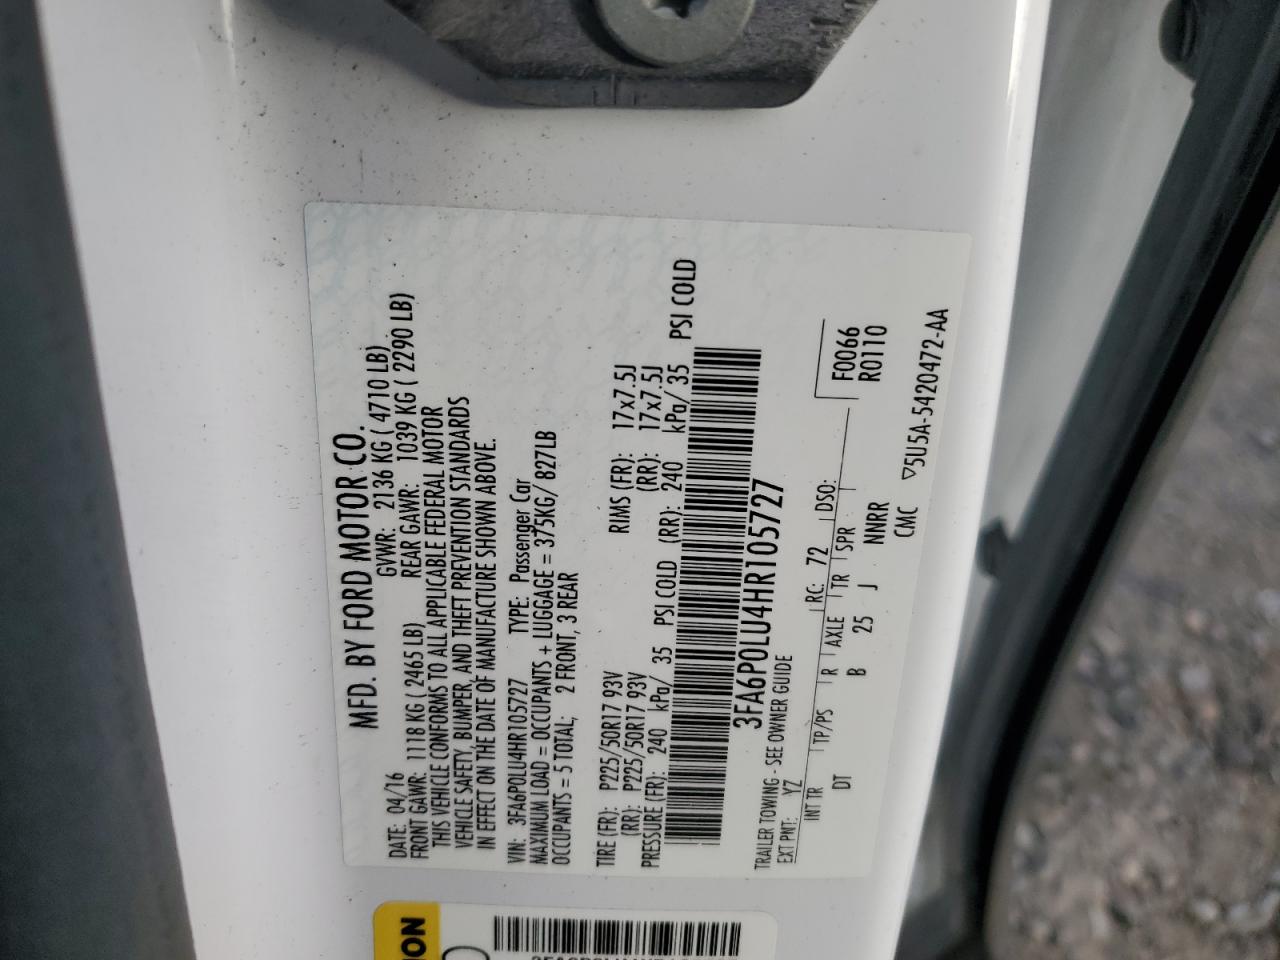 MFD. BY FORD MOTOR CO.
DATE: 04/16 GVWR: 2136 KG ( 4710 LB)
FRONT GAWR: 1118 KG ( 2465 LB) REAR GAWR: 1039 KG ( 2290 LB)
THIS VEHICLE CONFORMS TO ALL APPLICABLE FEDERAL MOTOR
VEHICLE SAFETY, BUMPER, AND THEFT PREVENTION STANDARDS
IN EFFECT ON THE DATE OF MANUFACTURE SHOWN ABOVE.
VIN: 3FA6P0LU4HR105727 TYPE: Passenger Car
MAXIMUM LOAD = OCCUPANTS + LUGGAGE = 375KG/ 827LB
OCCUPANTS = 5 TOTAL; 2 FRONT, 3 REAR
TIRE (FR): P225/50R17 93V RIMS (FR): 17x7.5J
(RR): P225/50R17 93V (RR): 17x7.5J
PRESSURE (FR): 240 kPa/ 35 PSI COLD (RR): 240 kPa/ 35 PSI COLD
3FA6P0LU4HR105727
TRAILER TOWING - SEE OWNER GUIDE
EXT PNT: YZ RC: 72 DSO: F0066
R0110
INT TR TP/PS R AXLE TR SPR
DT B 25 J NNRR
CMC ▽5U5A-5420472-AA